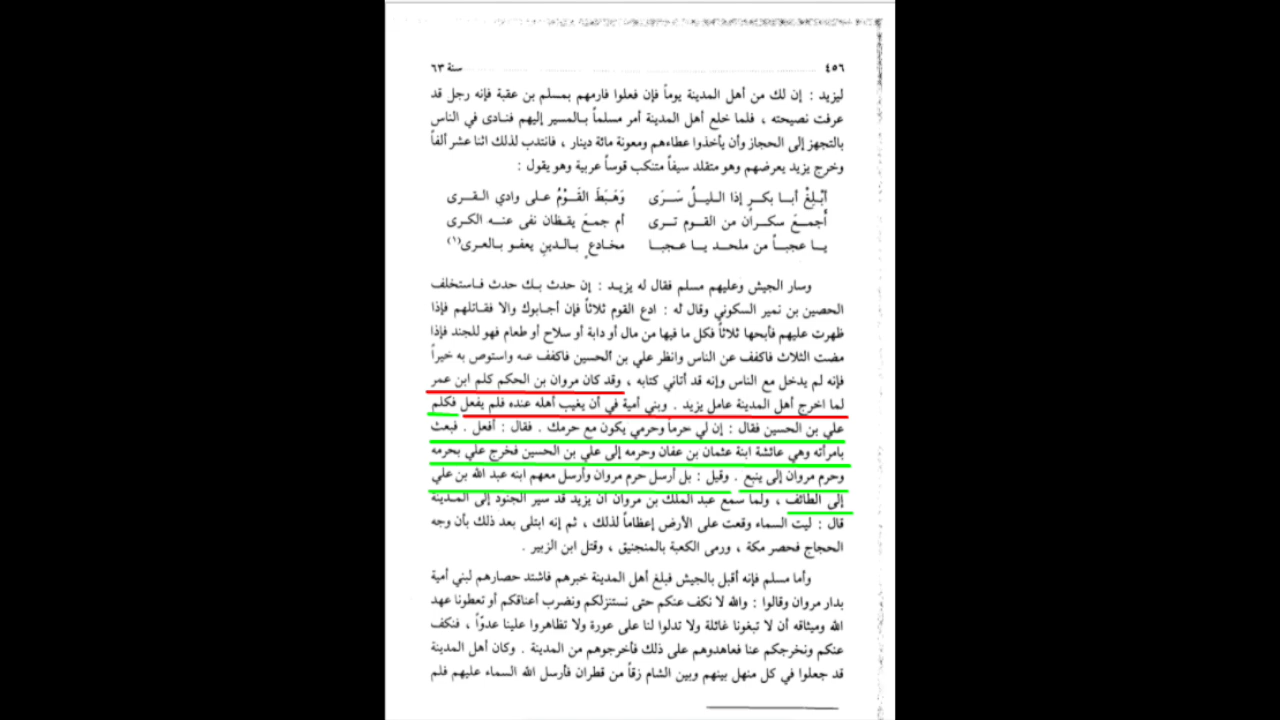 ٤٥٦ سنة ٦٣
ليزيد : إن لك من أهل المدينة يوماً فإن فعلوا فارمهم بمسلم بن عقبة فإنه رجل قد
عرفت نصيحته ، فلما خلع أهل المدينة أمر مسلماً بالمسير إليهم فنادى في الناس
بالتجهز إلى الحجاز وأن يأخذوا عطاءهم ومعونة مائة دينار ، فانتدب لذلك اثنا عشر ألفاً
وخرج يزيد يعرضهم وهو متقلد سيفاً متنكب قوساً عربية وهو يقول :
أَبْلِغْ أبا بكر إذا الليلُ سَرَى وَهَبَطَ القَوْمُ على وادي القرى
أَجمعَ سكران من القوم ترى أم جمعَ يقظان نفى عنه الكرى
يا عجباً من ملحد يا عجبا مخادعٍ بالدينِ يعفو بالعرى(١)
وسار الجيش وعليهم مسلم فقال له يزيد : إن حدث بك حدث فاستخلف
الحصين بن نمير السكوني وقال له : ادع القوم ثلاثاً فإن أجابوك والا فقاتلهم فإذا
ظهرت عليهم فأبحها ثلاثاً فكل ما فيها من مال أو دابة أو سلاح أو طعام فهو للجند فإذا
مضت الثلاث فاكفف عن الناس وانظر علي بن الحسين فاكفف عنه واستوص به خيراً
فإنه لم يدخل مع الناس وإنه قد أتاني كتابه ، وقد كان مروان بن الحكم كلم ابن عمر
لما اخرج أهل المدينة عامل يزيد . وبني أمية في أن يغيب أهله عنده فلم يفعل فكلم
علي بن الحسين فقال : إن لي حرماً وحرمي يكون مع حرمك . فقال : أفعل . فبعث
بامرأته وهي عائشة ابنة عثمان بن عفان وحرمه إلى علي بن الحسين فخرج علي بحرمه
وحرم مروان إلى ينبع . وقيل : بل أرسل حرم مروان وأرسل معهم ابنه عبد الله بن علي
إلى الطائف ، ولما سمع عبد الملك بن مروان أن يزيد قد سير الجنود إلى المدينة
قال : ليت السماء وقعت على الأرض إعظاماً لذلك ، ثم إنه ابتلى بعد ذلك بأن وجه
الحجاج فحصر مكة ، ورمى الكعبة بالمنجنيق ، وقتل ابن الزبير .
وأما مسلم فإنه أقبل بالجيش فبلغ أهل المدينة خبرهم فاشتد حصارهم لبني أمية
بدار مروان وقالوا : والله لا نكف عنكم حتى نستنزلكم ونضرب أعناقكم أو تعطونا عهد
الله وميثاقه أن لا تبغونا غائلة ولا تدلوا لنا على عورة ولا تظاهروا علينا عدوّاً ، فنكف
عنكم ونخرجكم عنا فعاهدوهم على ذلك فأخرجوهم من المدينة . وكان أهل المدينة
قد جعلوا في كل منهل بينهم وبين الشام زقاً من قطران فأرسل الله السماء عليهم فلم